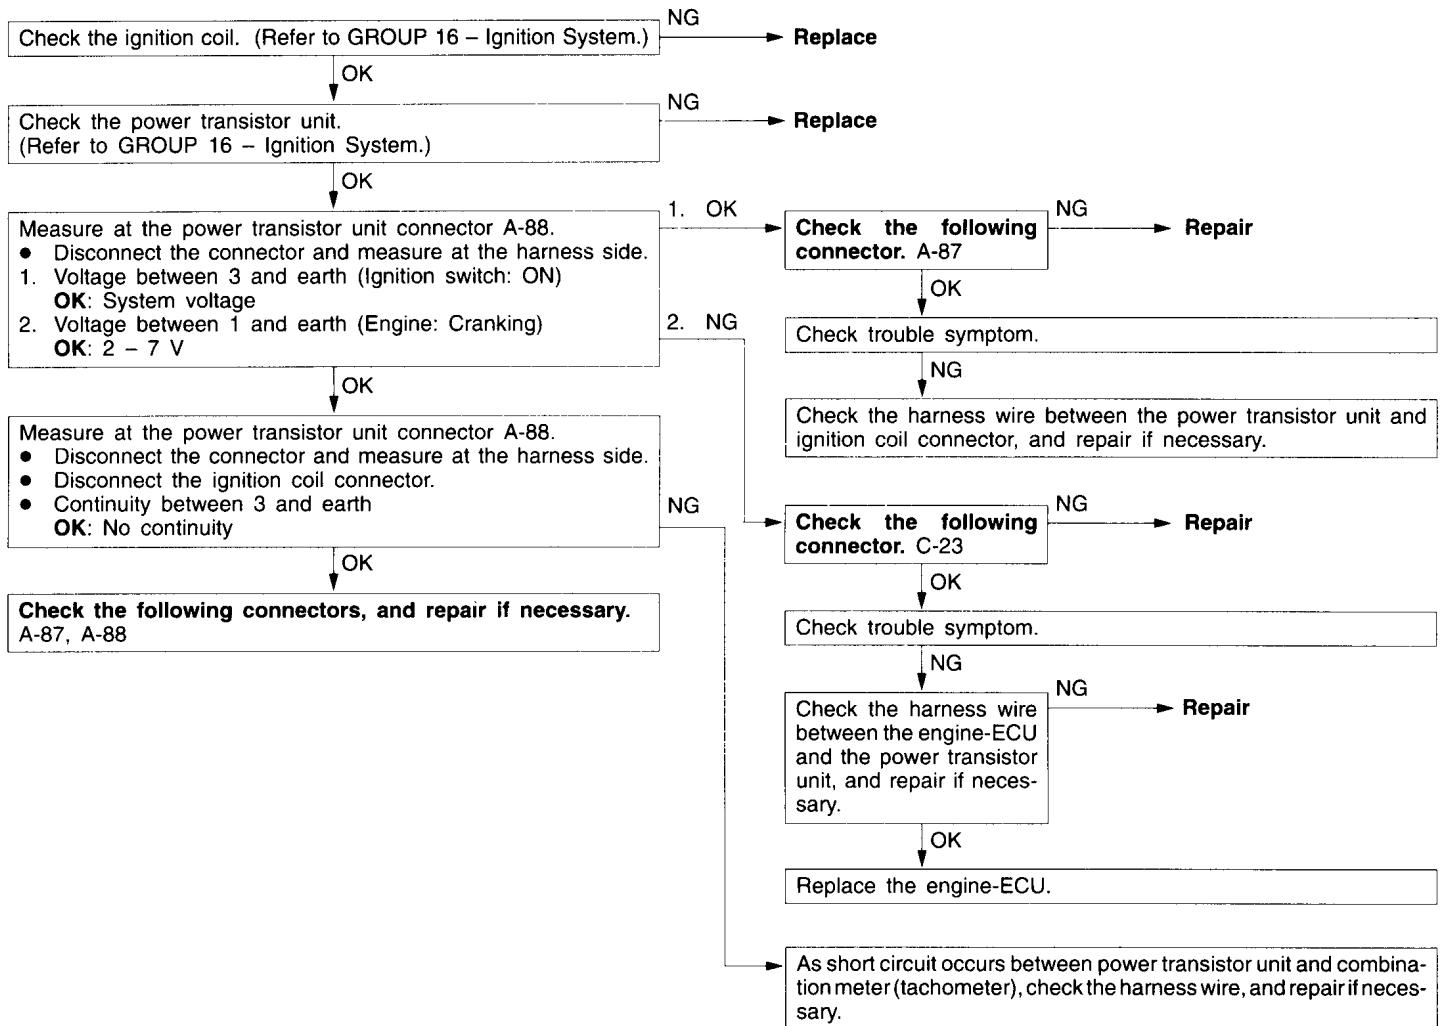 Check the ignition coil. (Refer to GROUP 16 – Ignition System.)
NG
Replace
OK
Check the power transistor unit.
(Refer to GROUP 16 – Ignition System.)
NG
Replace
OK
Measure at the power transistor unit connector A-88.
● Disconnect the connector and measure at the harness side.
1. Voltage between 3 and earth (Ignition switch: ON)
OK: System voltage
2. Voltage between 1 and earth (Engine: Cranking)
OK: 2 – 7 V
1. OK
Check the following
connector. A-87
NG
Repair
OK
Check trouble symptom.
NG
Check the harness wire between the power transistor unit and
ignition coil connector, and repair if necessary.
2. NG
Check the following
connector. C-23
NG
Repair
OK
Check trouble symptom.
NG
Check the harness wire
between the engine-ECU
and the power transistor
unit, and repair if neces-
sary.
NG
Repair
OK
Replace the engine-ECU.
OK
Measure at the power transistor unit connector A-88.
● Disconnect the connector and measure at the harness side.
● Disconnect the ignition coil connector.
● Continuity between 3 and earth
OK: No continuity
NG
As short circuit occurs between power transistor unit and combina-
tion meter (tachometer), check the harness wire, and repair if neces-
sary.
OK
Check the following connectors, and repair if necessary.
A-87, A-88